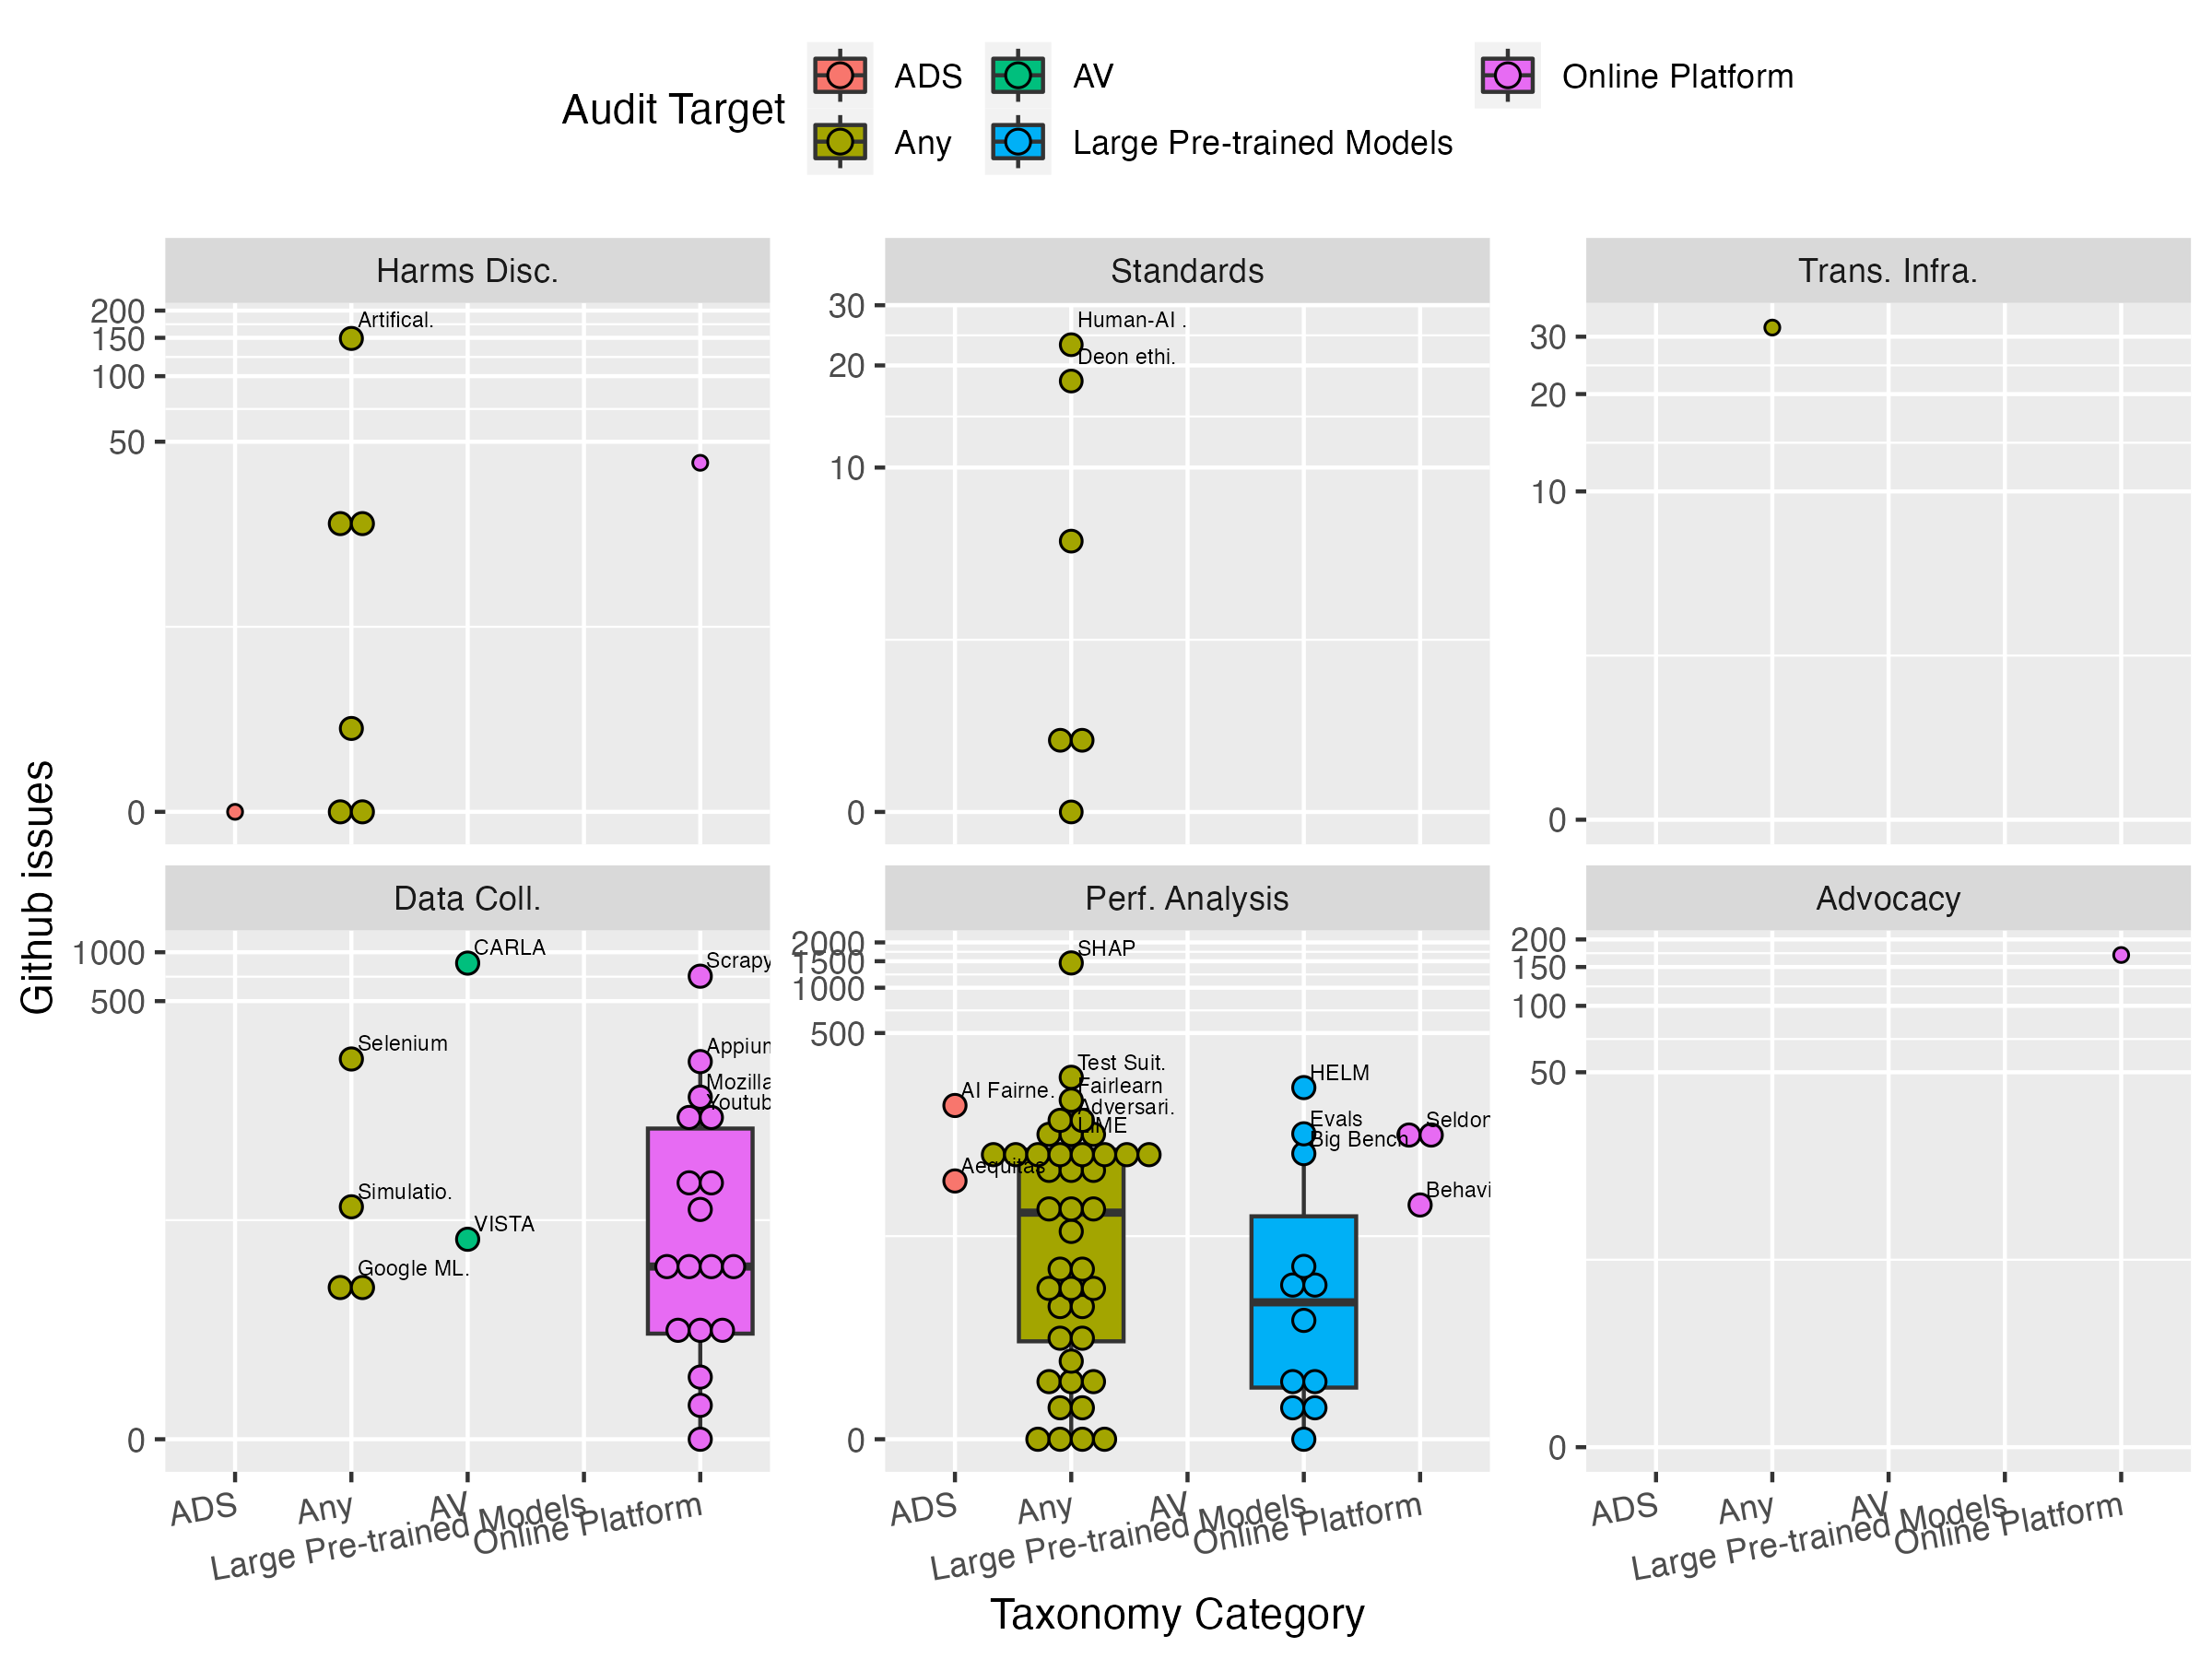 Audit Target
ADS
AV
Online Platform
Any
Large Pre-trained Models
Github issues
Harms Disc.
200
150
100
50
0
Artifical.
Standards
30
20
10
0
Human-AI .
Deon ethi.
Trans. Infra.
30
20
10
0
Data Coll.
1000
500
0
CARLA
Scrapy
Selenium
Appium
Mozilla
Youtub
Simulatio.
VISTA
Google ML.
ADS
Any
AV
Large Pre-trained Models
Online Platform
Perf. Analysis
2000
1500
1000
500
0
SHAP
Test Suit.
HELM
Fairlearn
AI Fairne.
Adversari.
LIME
Evals
Seldon
Big Bench
Aequitas
Behavi
ADS
Any
AV
Large Pre-trained Models
Online Platform
Advocacy
200
150
100
50
0
ADS
Any
AV
Large Pre-trained Models
Online Platform
Taxonomy Category